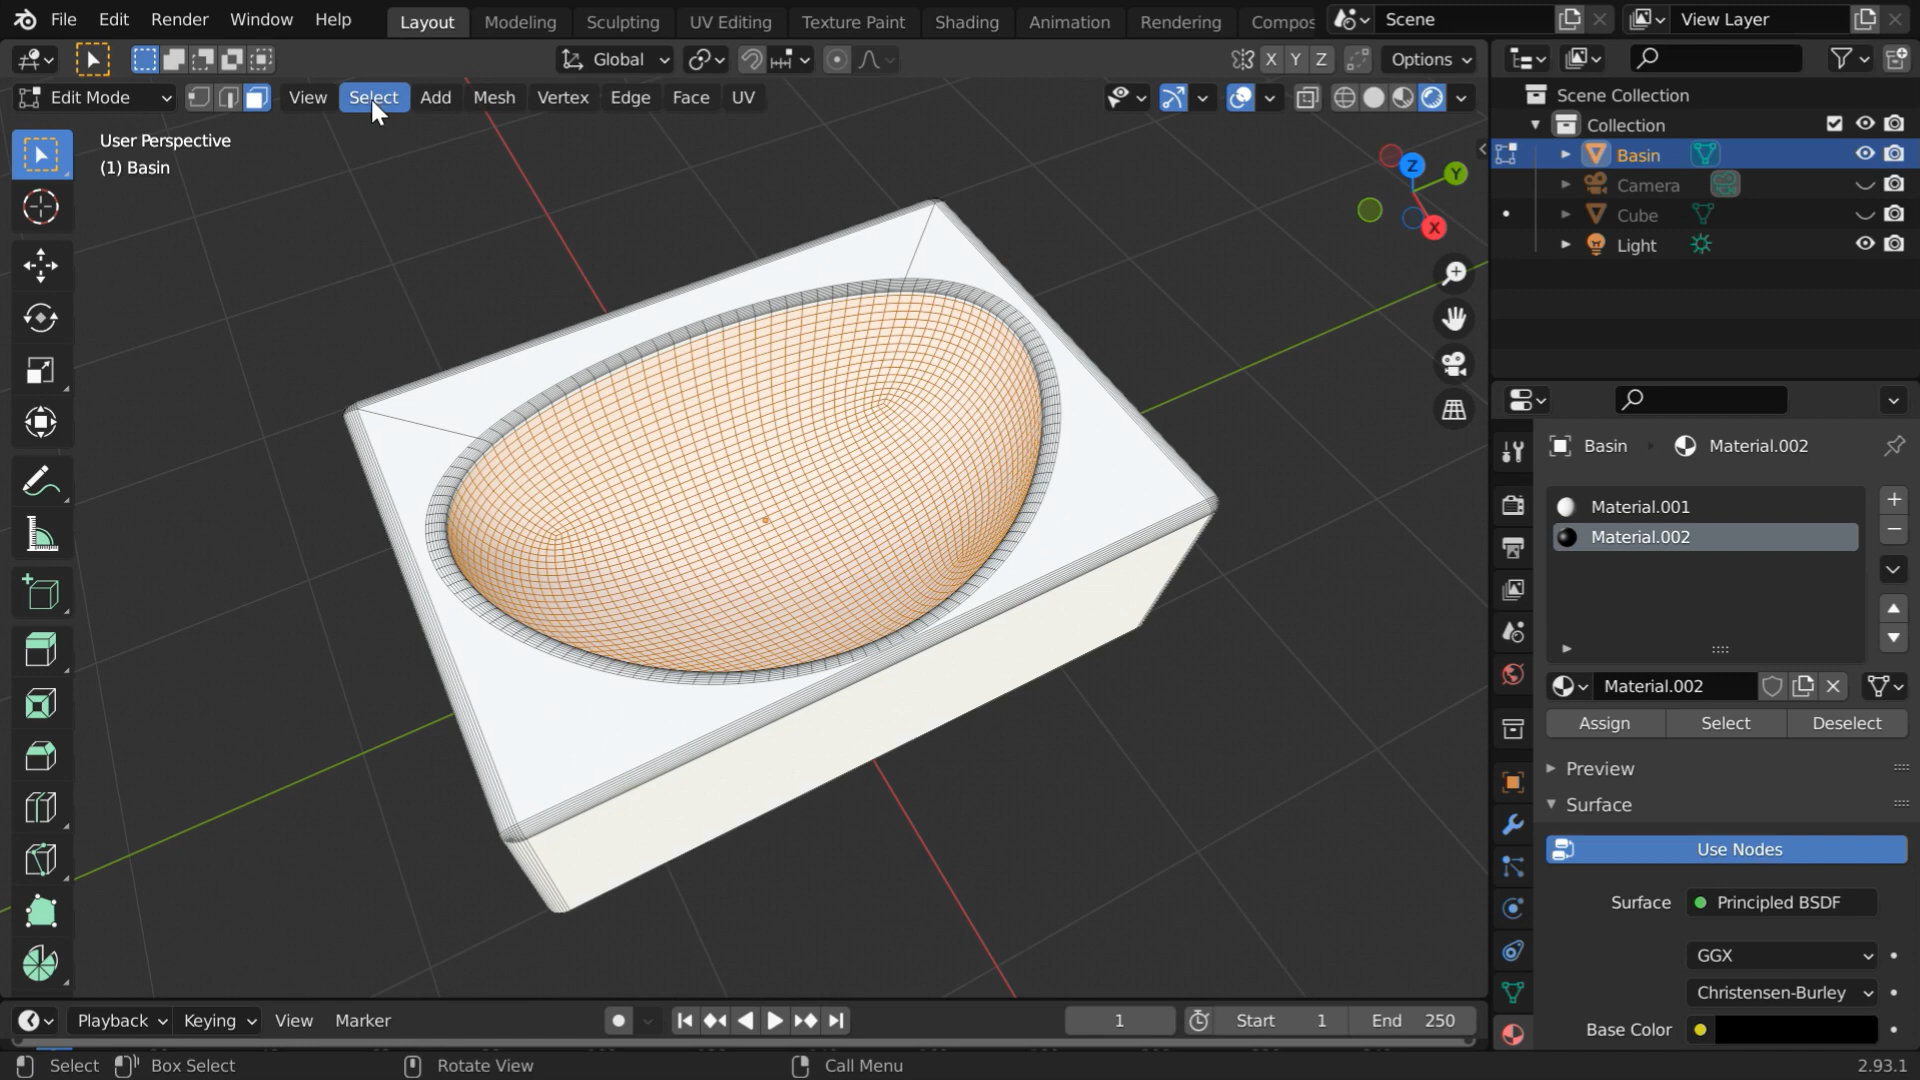 File Edit Render Window Help Layout Modeling Sculpting UV Editing Texture Paint Shading Animation Rendering Compos Scene View Layer
Global X Y Z Options
Edit Mode View Select Add Mesh Vertex Edge Face UV
User Perspective
(1) Basin
Z
Y
X
Scene Collection
Collection
Basin
Camera
Cube
Light
Basin Material.002
Material.001
Material.002
Material.002
Assign Select Deselect
Preview
Surface
Use Nodes
Surface Principled BSDF
GGX
Christensen-Burley
Base Color
Playback Keying View Marker 1 Start 1 End 250
Select Box Select Rotate View Call Menu 2.93.1